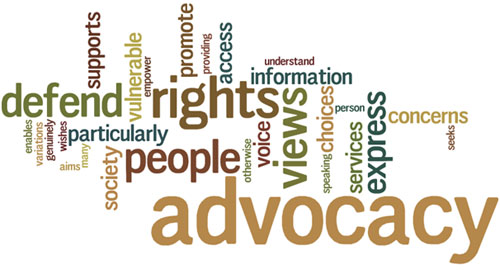 supports
vulnerable
empower
promote
providing
access
understand
information
defend
rights
views
choices
person
express
concerns
seeks
enables
variations
genuinely
wishes
particularly
many
aims
society
people
otherwise
voice
speaking
services
advocacy